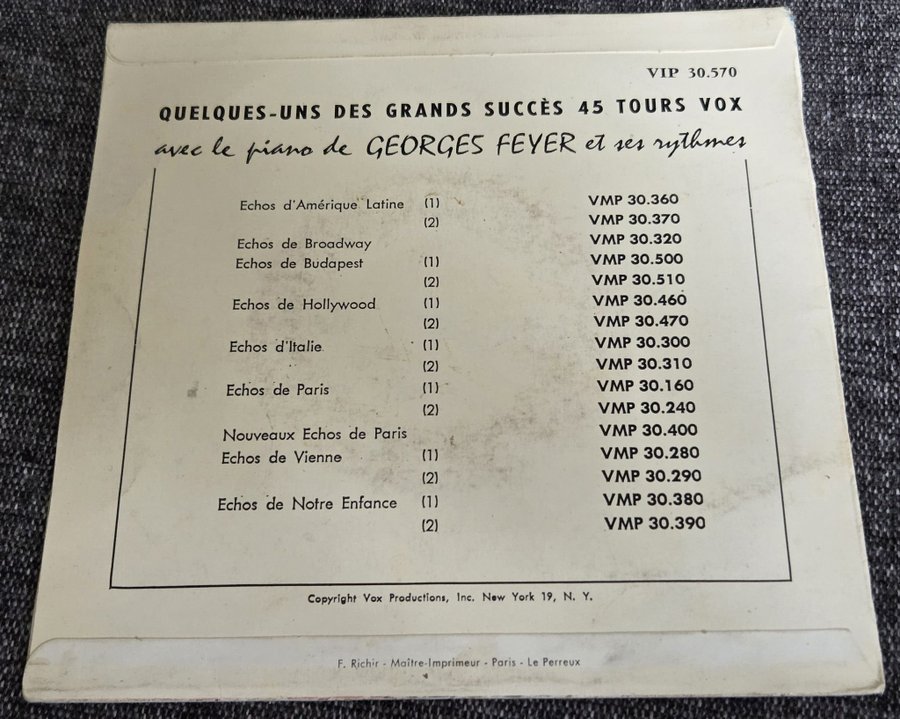 VIP 30.570
QUELQUES-UNS DES GRANDS SUCCÈS 45 TOURS VOX
avec le piano de GEORGES FEYER et ses rythmes
Echos d'Amérique Latine (1) VMP 30.360
(2) VMP 30.370
Echos de Broadway VMP 30.320
Echos de Budapest (1) VMP 30.500
(2) VMP 30.510
Echos de Hollywood (1) VMP 30.460
(2) VMP 30.470
Echos d'Italie (1) VMP 30.300
(2) VMP 30.310
Echos de Paris (1) VMP 30.160
(2) VMP 30.240
Nouveaux Echos de Paris VMP 30.400
Echos de Vienne (1) VMP 30.280
(2) VMP 30.290
Echos de Notre Enfance (1) VMP 30.380
(2) VMP 30.390
Copyright Vox Productions, Inc. New York 19, N. Y.
F. Richir - Maître-Imprimeur - Paris - Le Perreux